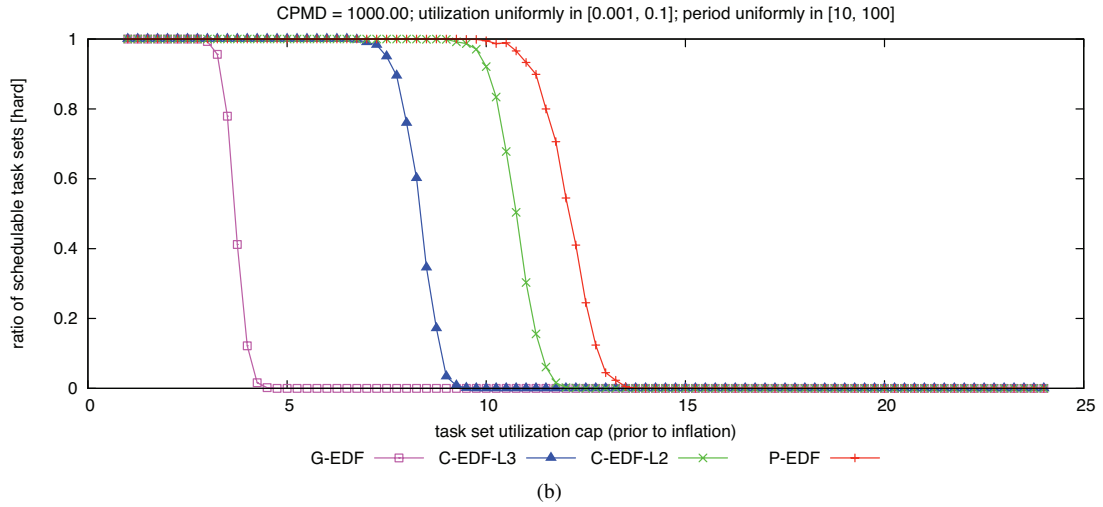 CPMD = 1000.00; utilization uniformly in [0.001, 0.1]; period uniformly in [10, 100]
ratio of schedulable task sets [hard]
1
0.8
0.6
0.4
0.2
0
0 5 10 15 20 25
task set utilization cap (prior to inflation)
G-EDF C-EDF-L3 C-EDF-L2 P-EDF
(b)